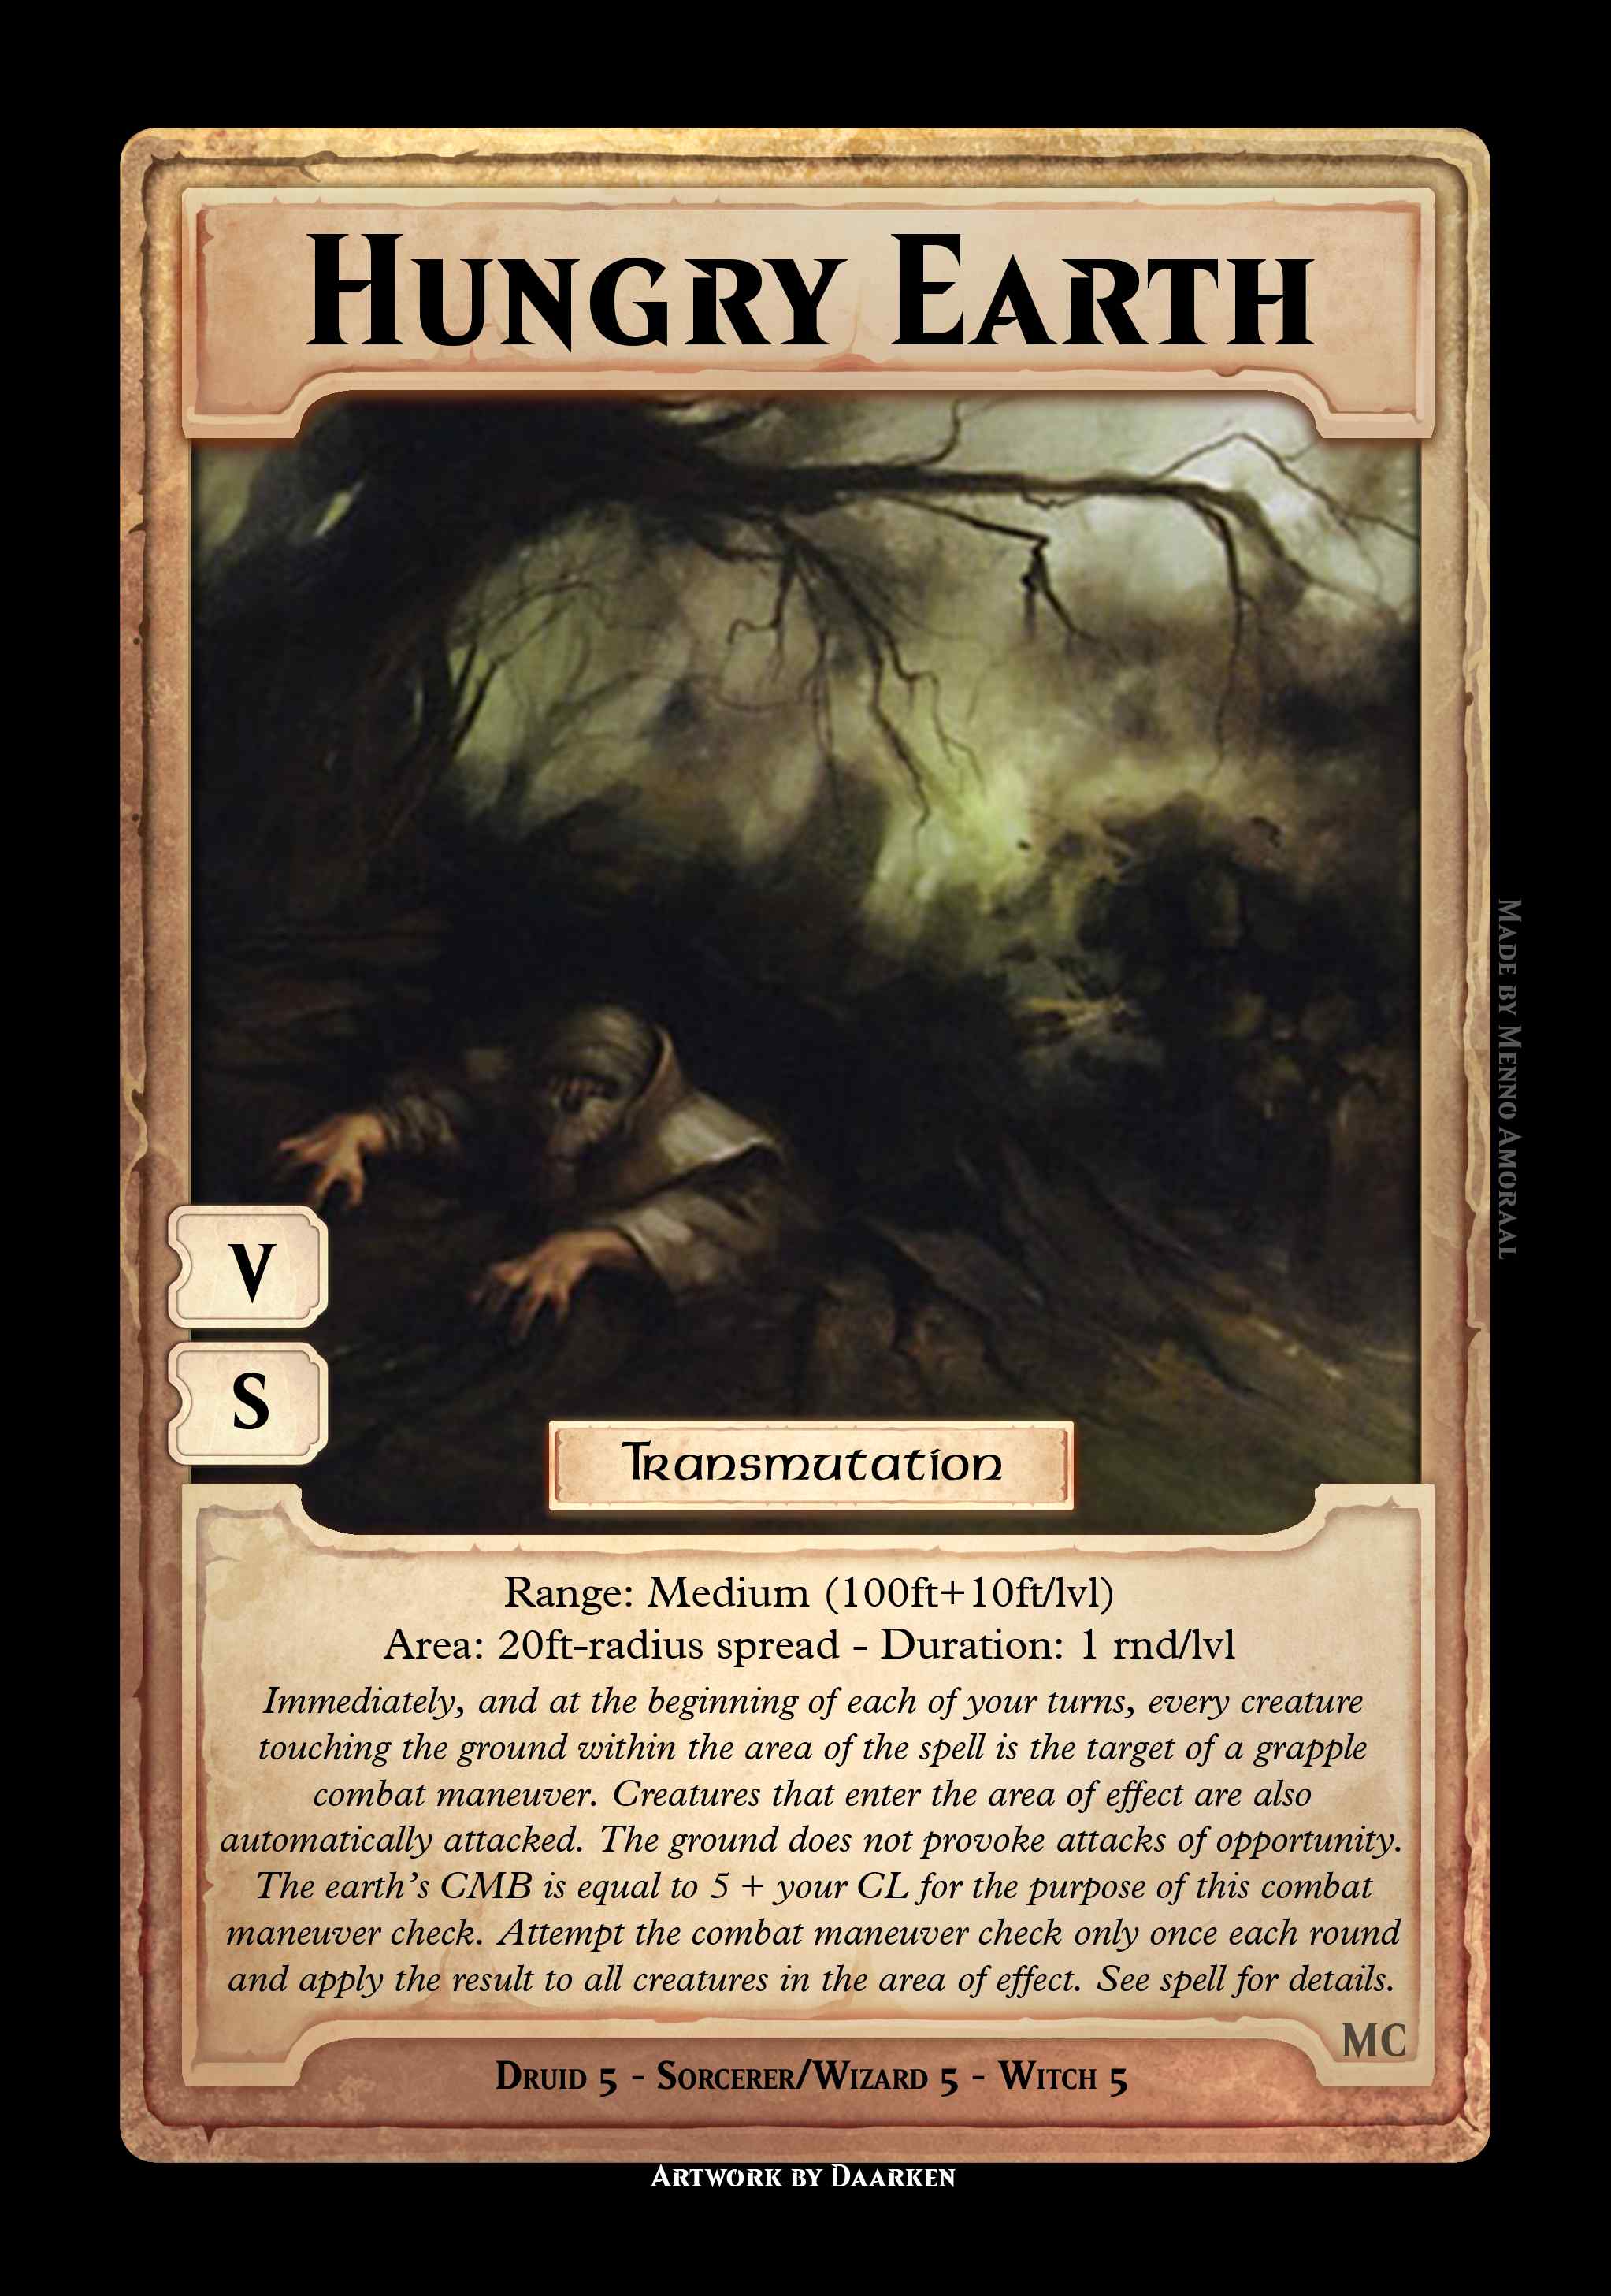 Hungry Earth
V
S
Transmutation
Range: Medium (100ft+10ft/lvl)
Area: 20ft-radius spread - Duration: 1 rnd/lvl
Immediately, and at the beginning of each of your turns, every creature
touching the ground within the area of the spell is the target of a grapple
combat maneuver. Creatures that enter the area of effect are also
automatically attacked. The ground does not provoke attacks of opportunity.
The earth's CMB is equal to 5 + your CL for the purpose of this combat
maneuver check. Attempt the combat maneuver check only once each round
and apply the result to all creatures in the area of effect. See spell for details.
MC
Druid 5 - Sorcerer/Wizard 5 - Witch 5
Artwork by Daarken
Made by Menno Amoraal